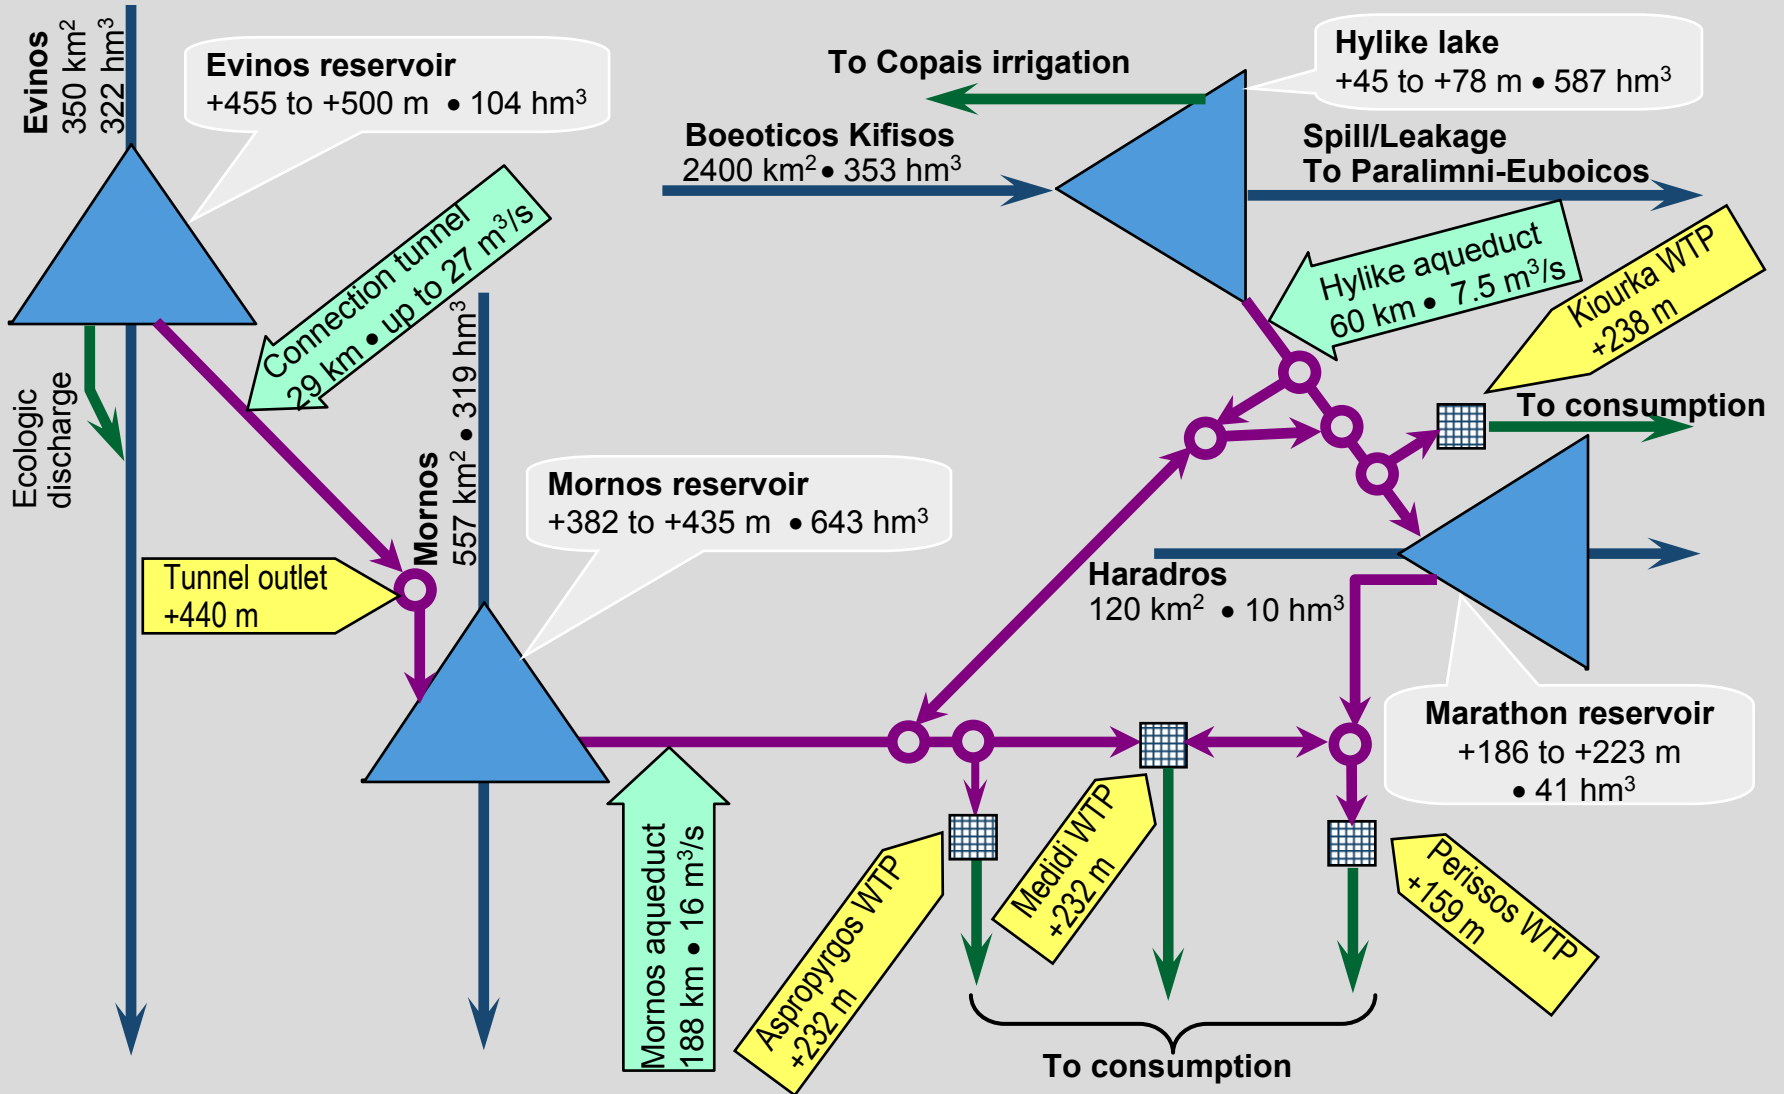 Evinos
350 km²
322 hm³
Evinos reservoir
+455 to +500 m • 104 hm³
To Copais irrigation
Hylike lake
+45 to +78 m • 587 hm³
Boeoticos Kifisos
2400 km² • 353 hm³
Spill/Leakage
To Paralimni-Euboicos
Connection tunnel
29 km • up to 27 m³/s
Hylike aqueduct
60 km • 7.5 m³/s
Kiourka WTP
+238 m
To consumption
Ecologic
discharge
Mornos
557 km² • 319 hm³
Mornos reservoir
+382 to +435 m • 643 hm³
Tunnel outlet
+440 m
Haradros
120 km² • 10 hm³
Marathon reservoir
+186 to +223 m
• 41 hm³
Mornos aqueduct
188 km • 16 m³/s
Aspropyrgos WTP
+232 m
Medidi WTP
+232 m
Perissos WTP
+159 m
To consumption